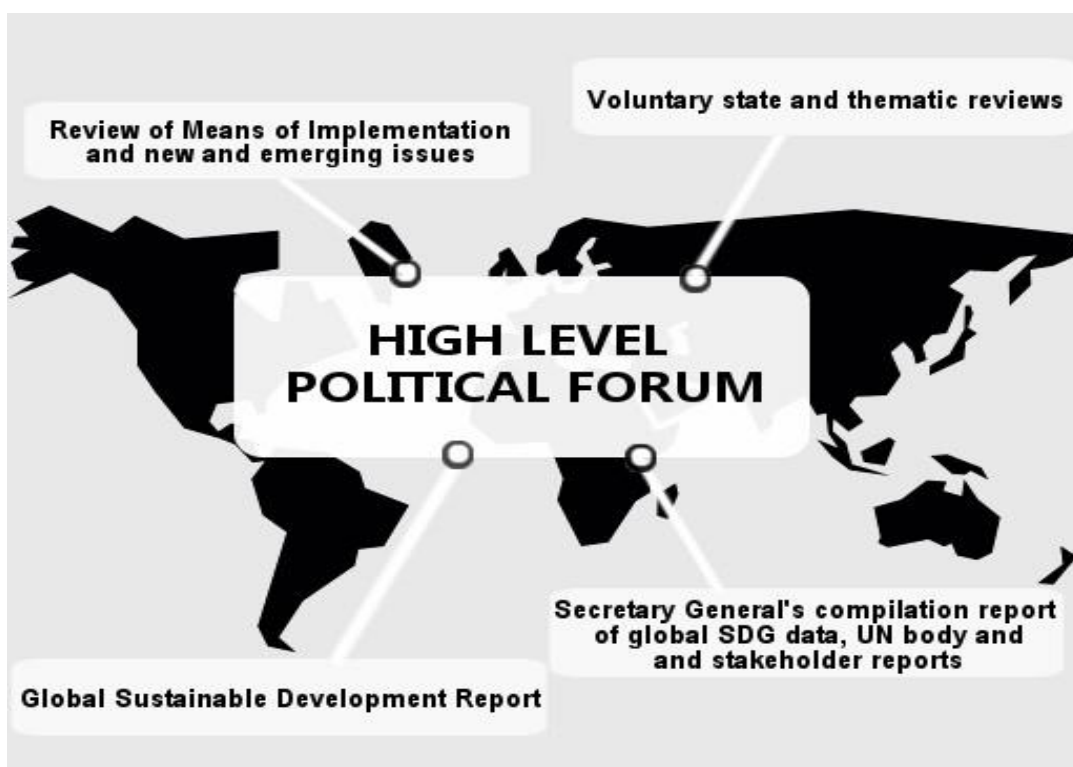 Voluntary state and thematic reviews
Review of Means of Implementation
and new and emerging issues
HIGH LEVEL
POLITICAL FORUM
Secretary General's compilation report
of global SDG data, UN body and
and stakeholder reports
Global Sustainable Development Report